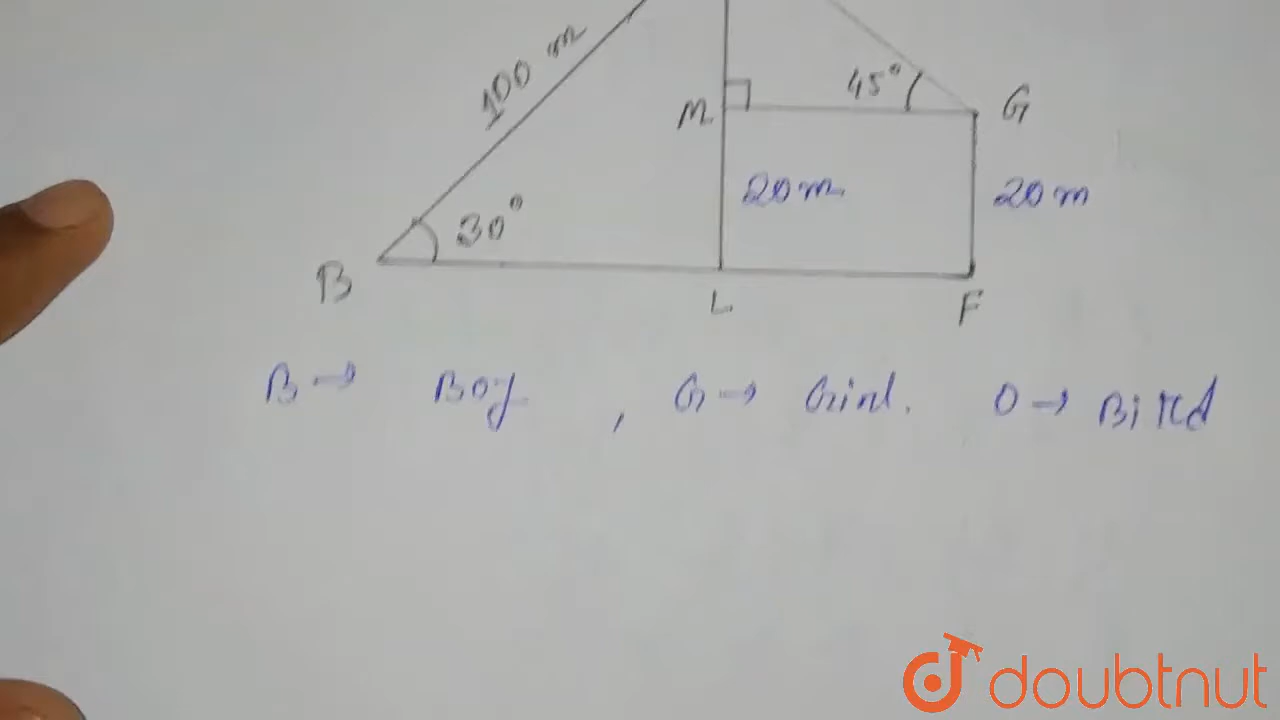 100 m
45°
M
G
20 m
20 m
30°
B
L
F
B → Boy , G → Girl. O → Bird
doubtnut